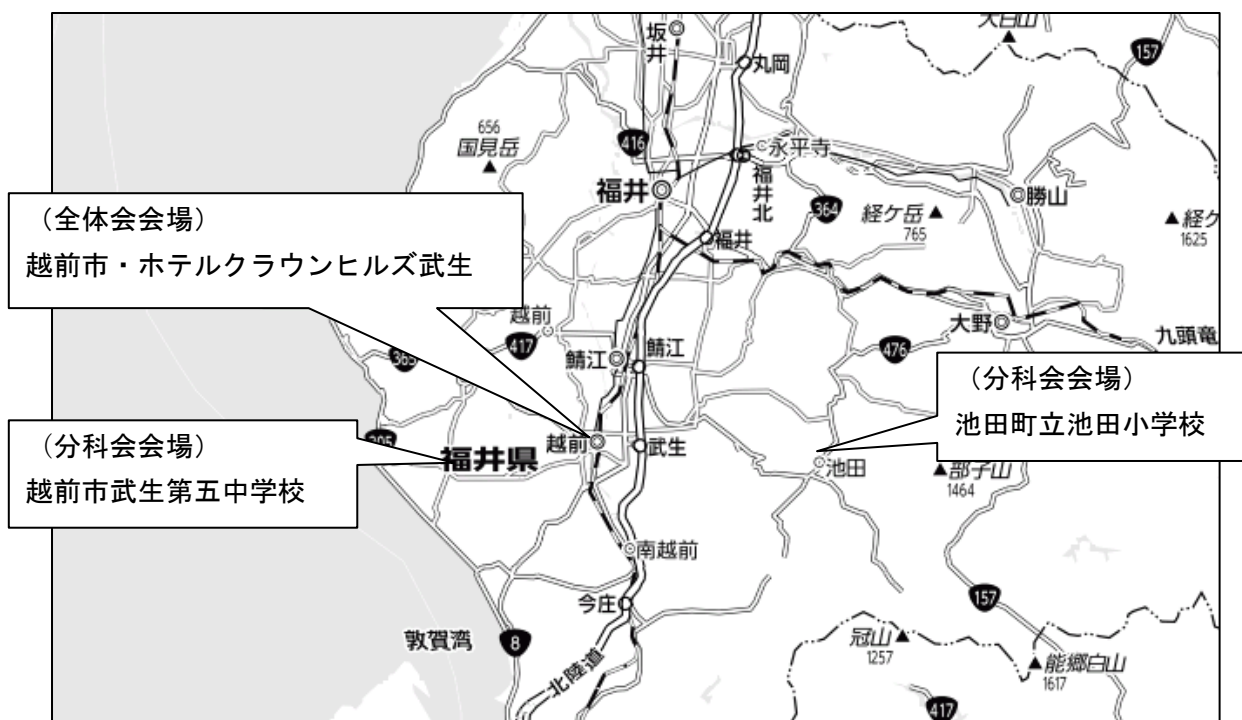 大白山
坂井
157
丸岡
656
国見岳
416
永平寺
福井北
福井
勝山
364
経ケ岳
765
経ケ
1625
(全体会会場)
越前市・ホテルクラウンヒルズ武生
福井
越前
417
365
鯖江
鯖江
大野
476
九頭竜
(分科会会場)
池田町立池田小学校
305
(分科会会場)
越前市武生第五中学校
福井県
越前
武生
池田
部子山
1464
南越前
今庄
157
敦賀湾
8
北陸道
冠山
1257
能郷白山
1617
417